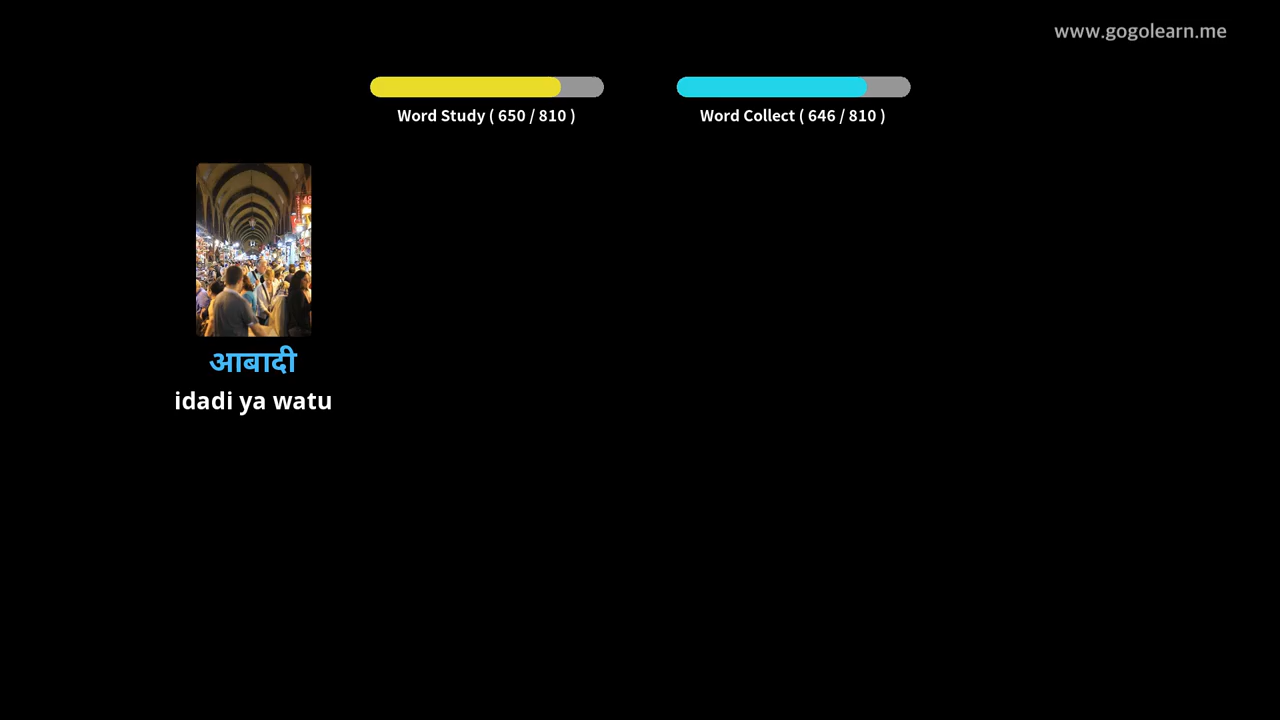 www.gogolearn.me
Word Study ( 650 / 810 )
Word Collect ( 646 / 810 )
आबादी
idadi ya watu